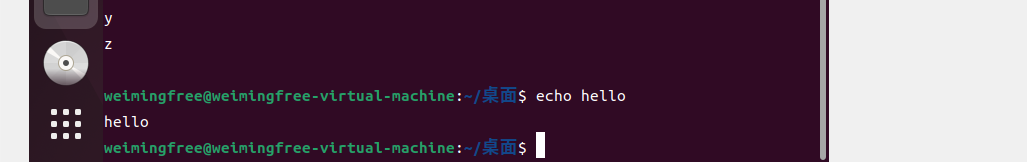 y
z
weimingfree@weimingfree-virtual-machine:~/桌面$ echo hello
hello
weimingfree@weimingfree-virtual-machine:~/桌面$